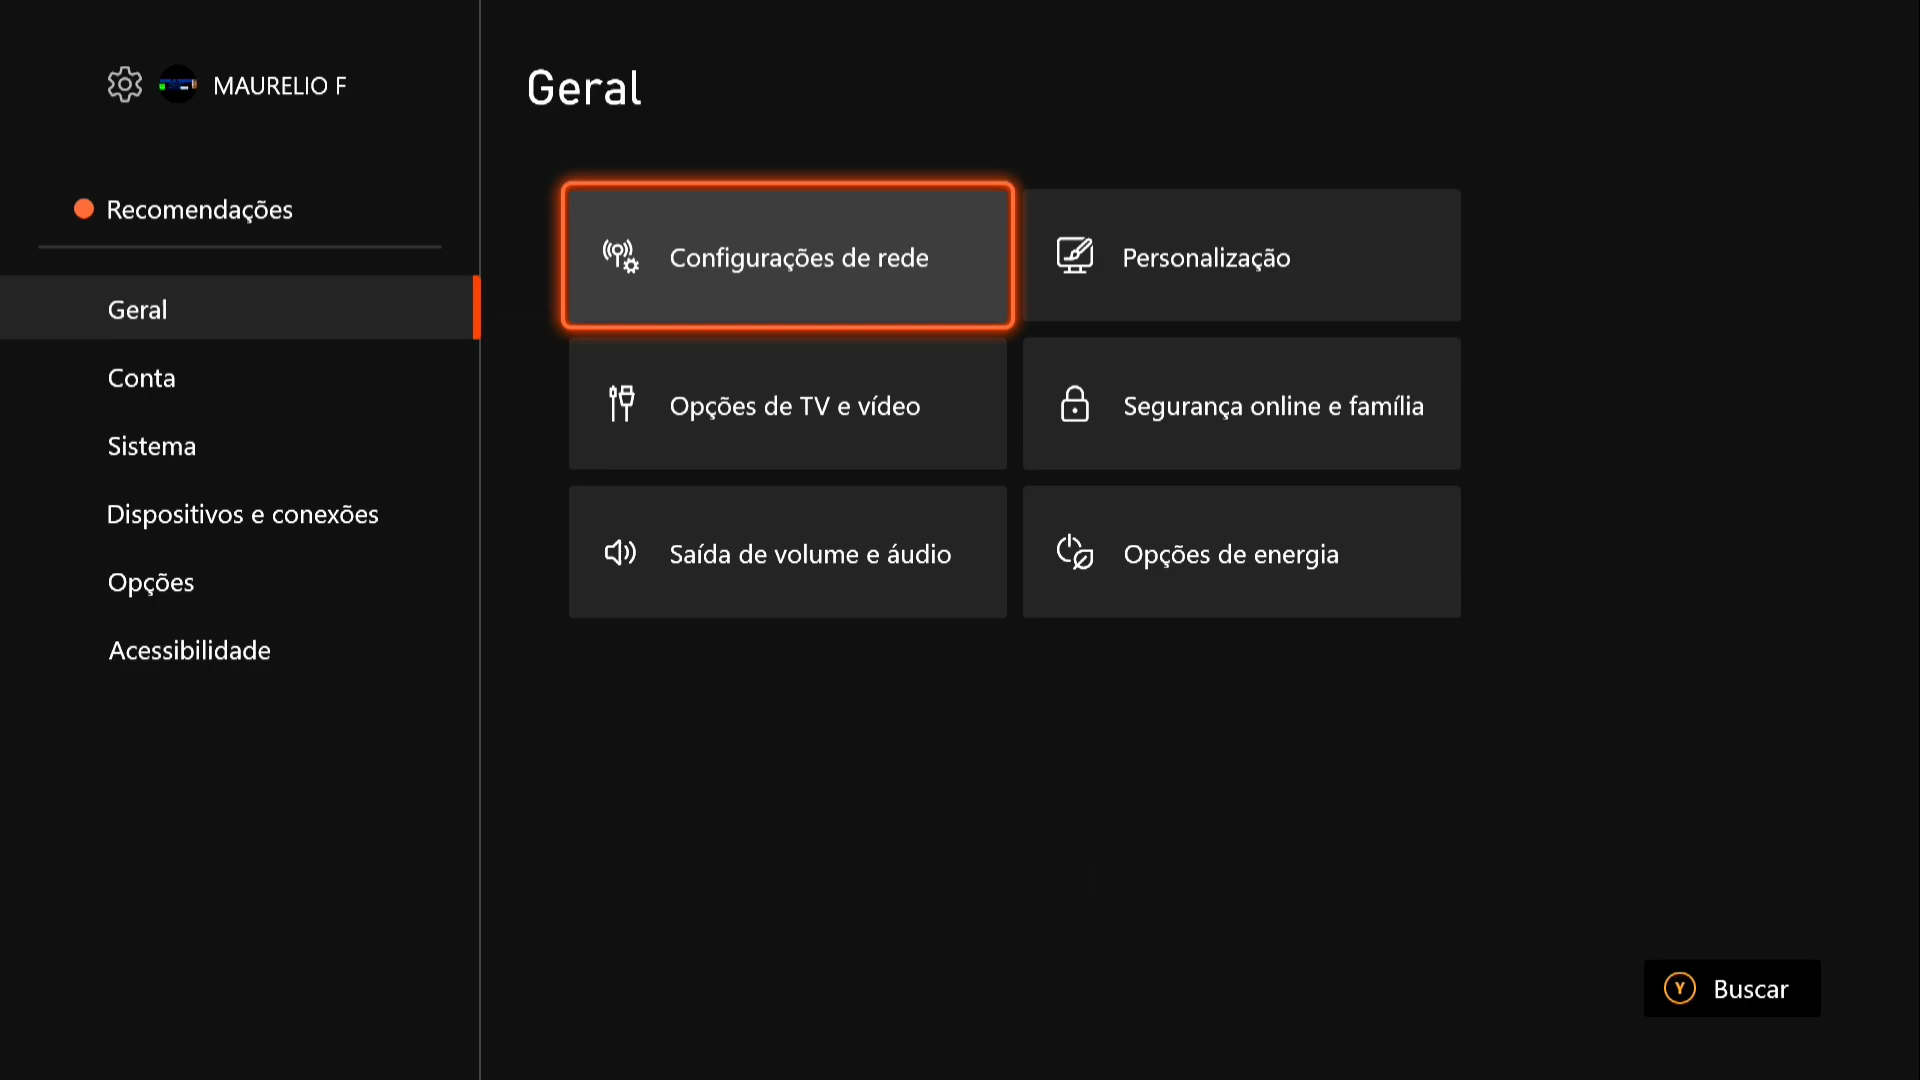 MAURELIO F
Recomendações
Geral
Conta
Sistema
Dispositivos e conexões
Opções
Acessibilidade
Geral
Configurações de rede
Personalização
Opções de TV e vídeo
Segurança online e família
Saída de volume e áudio
Opções de energia
Y Buscar